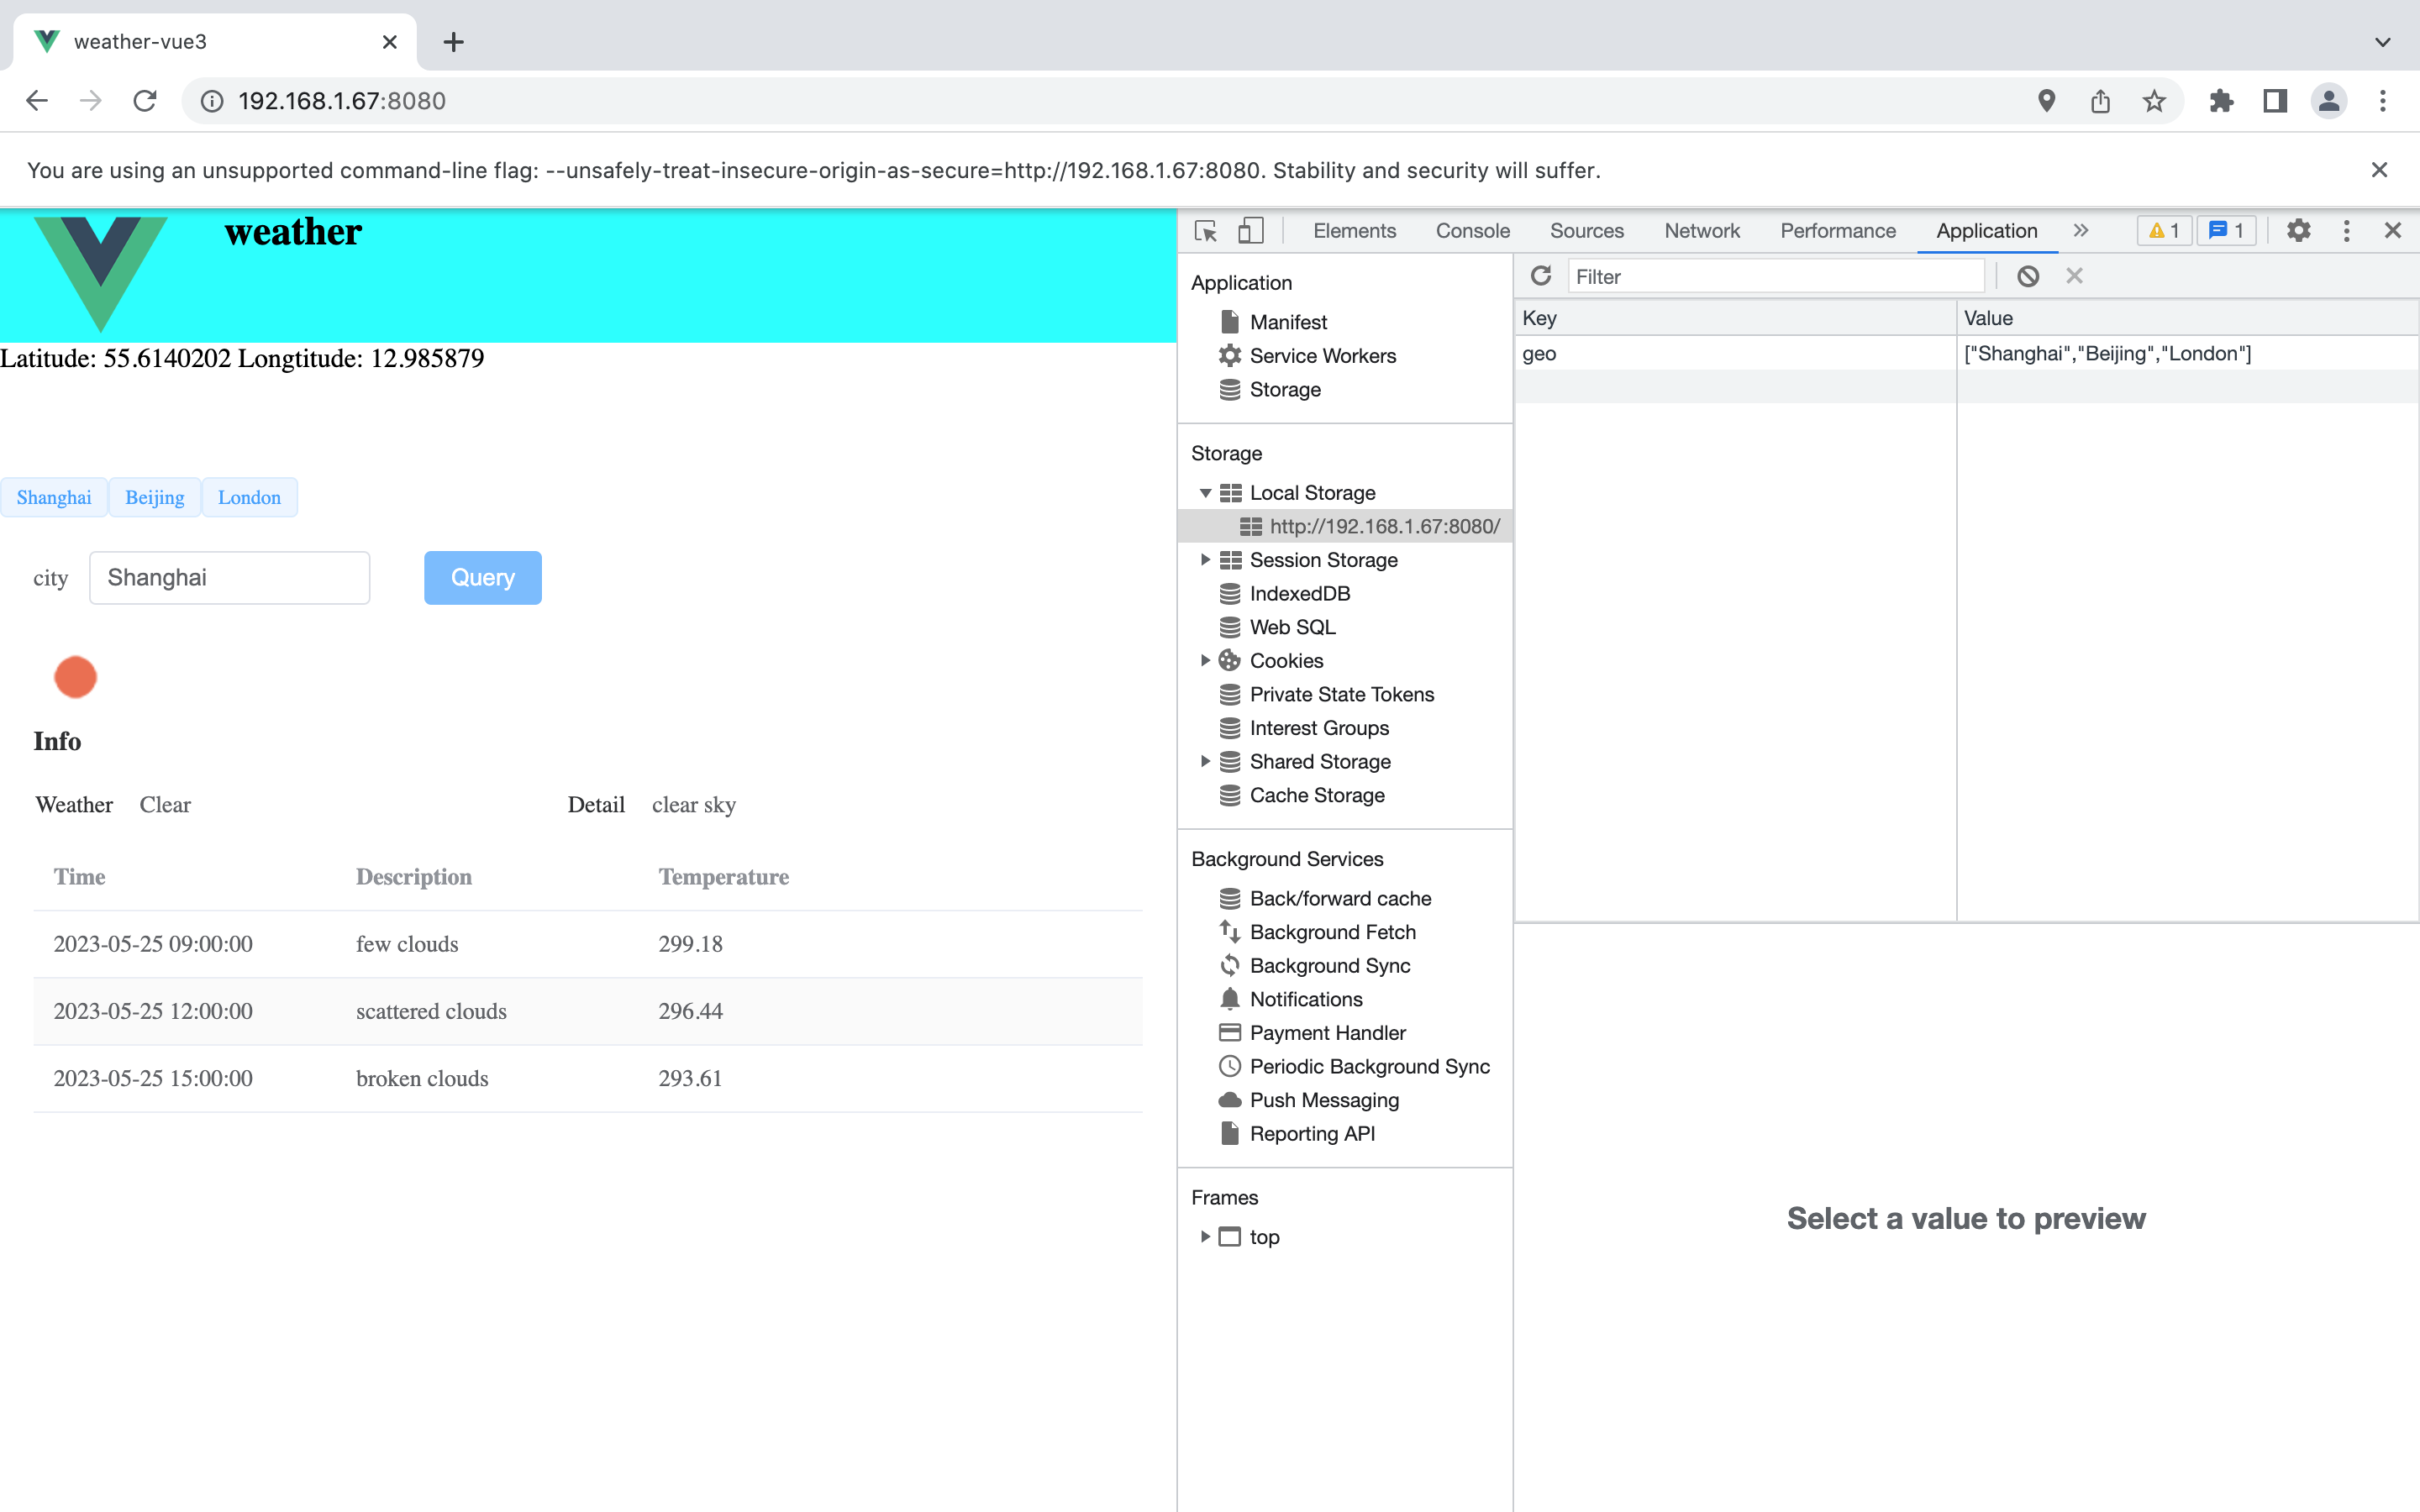 weather-vue3
192.168.1.67:8080
You are using an unsupported command-line flag: --unsafely-treat-insecure-origin-as-secure=http://192.168.1.67:8080. Stability and security will suffer.
weather
Latitude: 55.6140202 Longtitude: 12.985879
Shanghai Beijing London
city Shanghai Query
Info
Weather Clear Detail clear sky
Time Description Temperature
2023-05-25 09:00:00 few clouds 299.18
2023-05-25 12:00:00 scattered clouds 296.44
2023-05-25 15:00:00 broken clouds 293.61
Elements Console Sources Network Performance Application 1 1
Application
Manifest
Service Workers
Storage
Storage
Local Storage
http://192.168.1.67:8080/
Session Storage
IndexedDB
Web SQL
Cookies
Private State Tokens
Interest Groups
Shared Storage
Cache Storage
Background Services
Back/forward cache
Background Fetch
Background Sync
Notifications
Payment Handler
Periodic Background Sync
Push Messaging
Reporting API
Frames
top
Filter
Key Value
geo ["Shanghai","Beijing","London"]
Select a value to preview